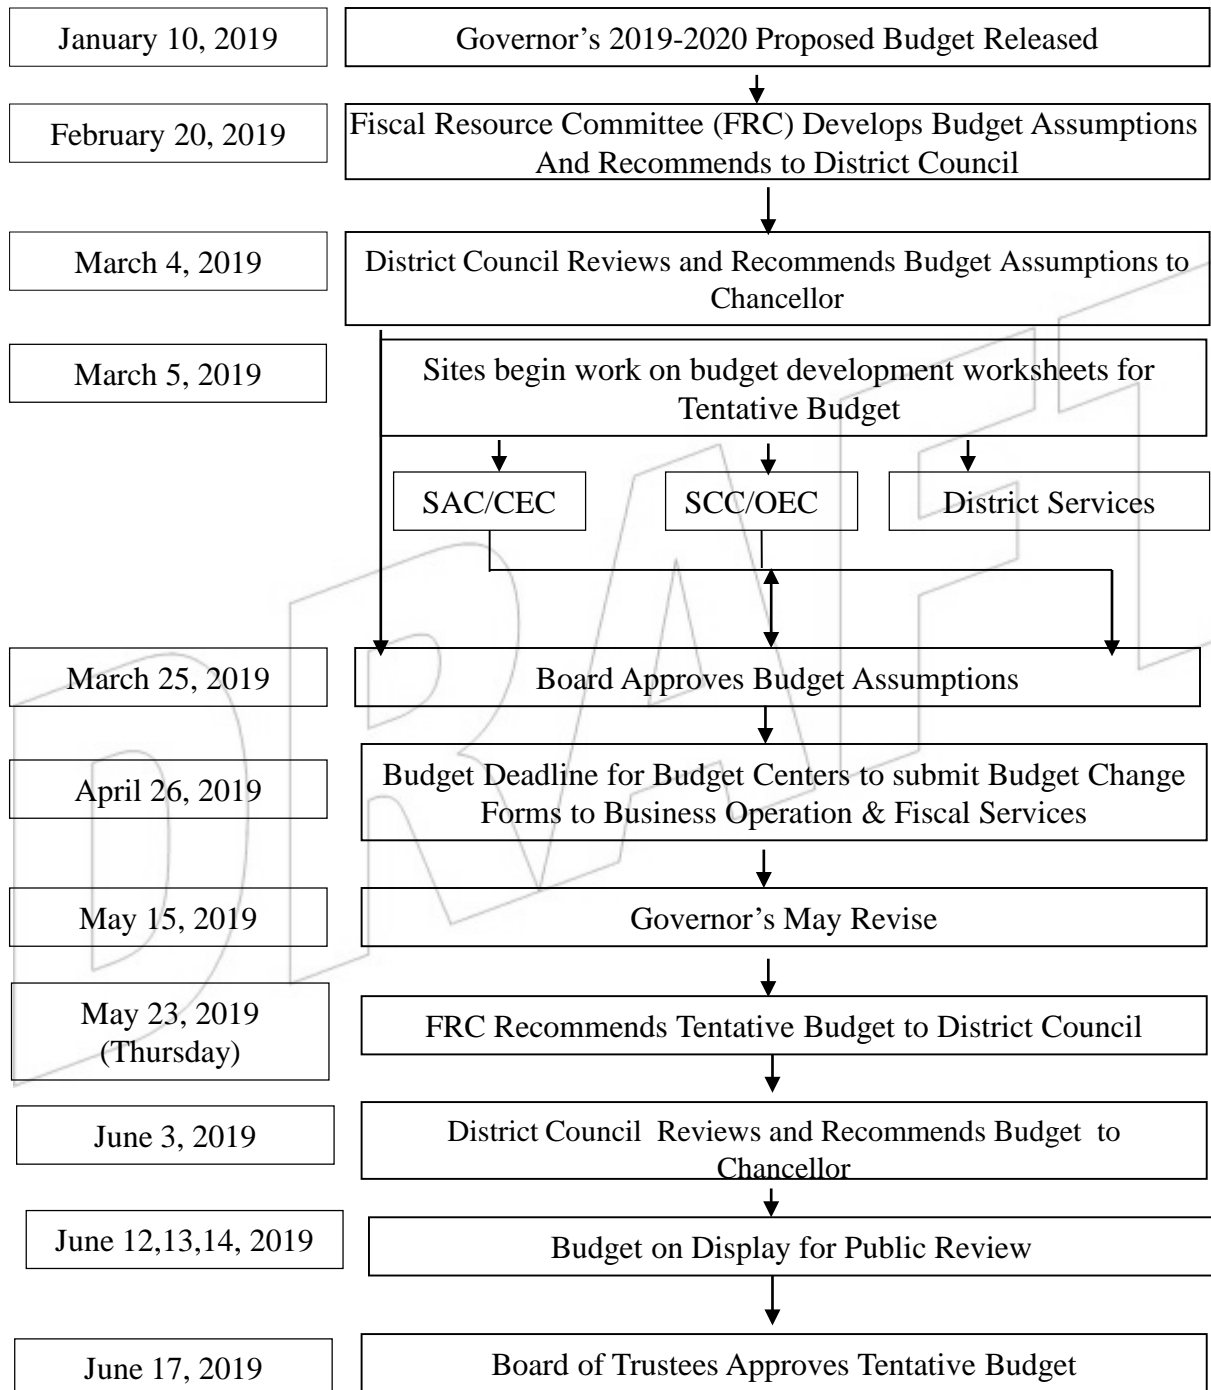 January 10, 2019
Governor’s 2019-2020 Proposed Budget Released
February 20, 2019
Fiscal Resource Committee (FRC) Develops Budget Assumptions
And Recommends to District Council
March 4, 2019
District Council Reviews and Recommends Budget Assumptions to
Chancellor
March 5, 2019
Sites begin work on budget development worksheets for
Tentative Budget
SAC/CEC
SCC/OEC
District Services
March 25, 2019
Board Approves Budget Assumptions
April 26, 2019
Budget Deadline for Budget Centers to submit Budget Change
Forms to Business Operation & Fiscal Services
May 15, 2019
Governor’s May Revise
May 23, 2019
(Thursday)
FRC Recommends Tentative Budget to District Council
June 3, 2019
District Council Reviews and Recommends Budget to
Chancellor
June 12,13,14, 2019
Budget on Display for Public Review
June 17, 2019
Board of Trustees Approves Tentative Budget
DRAFT